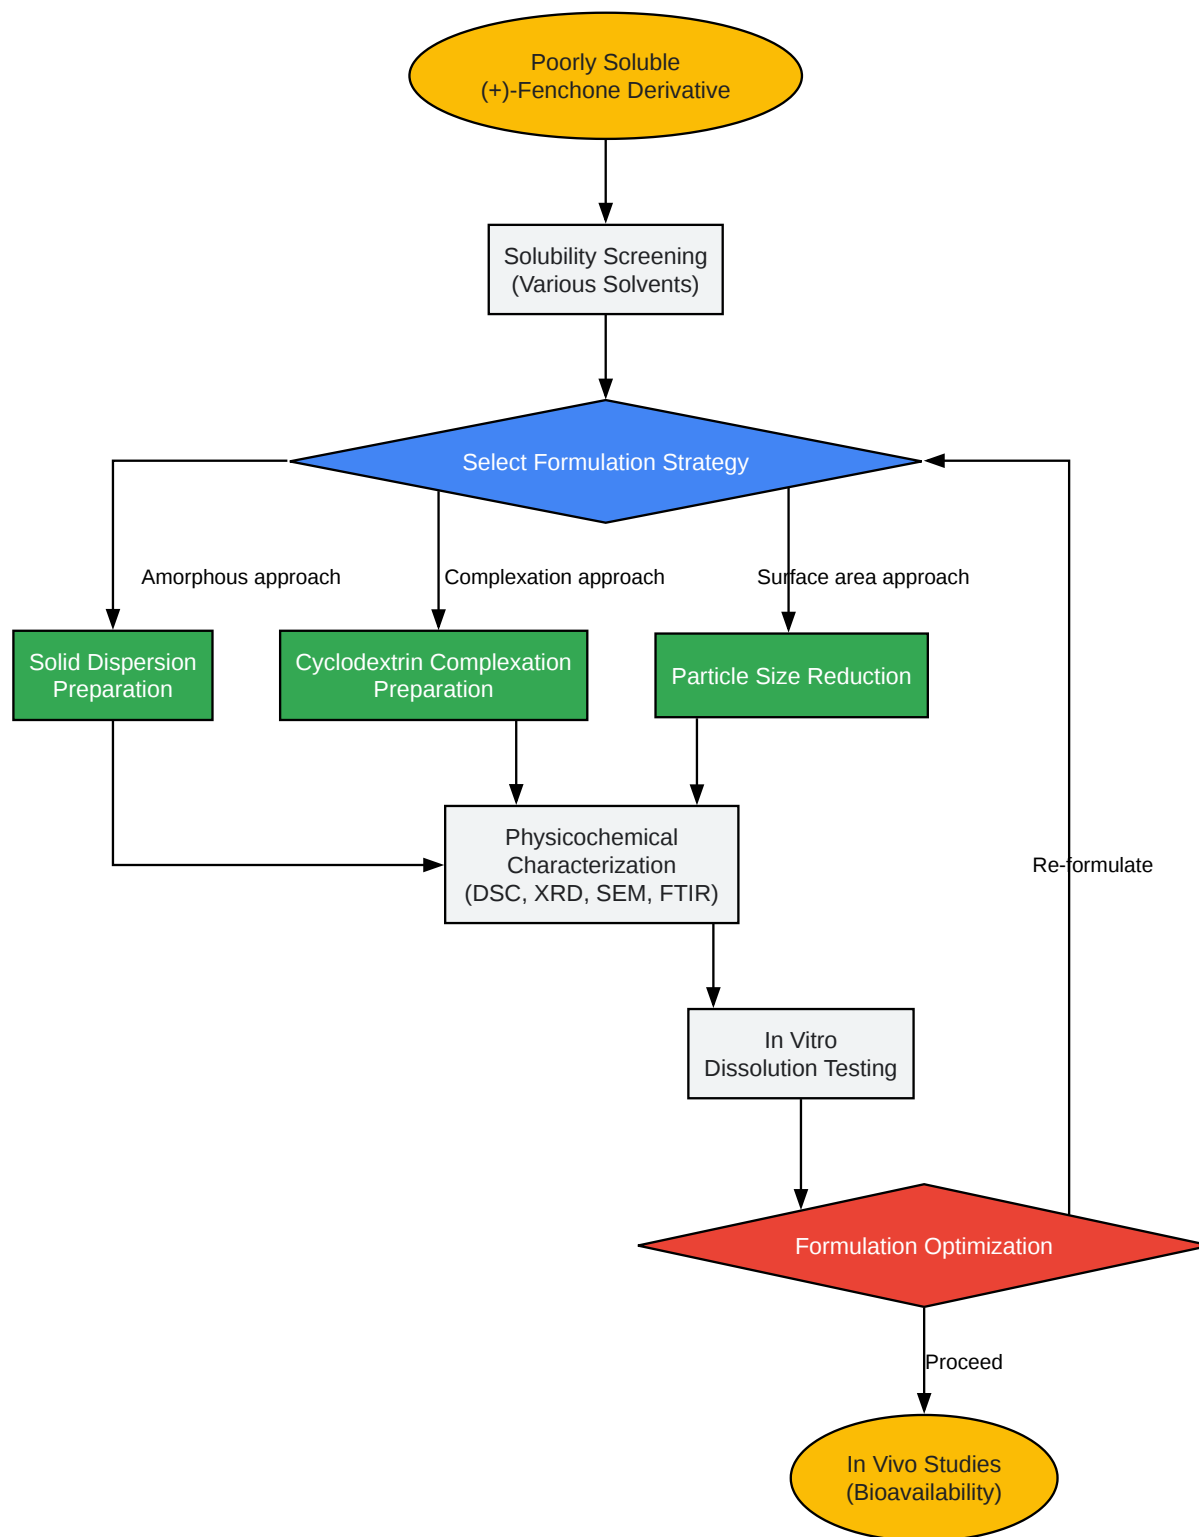 Poorly Soluble
(+)-Fenchone Derivative
Solubility Screening
(Various Solvents)
Select Formulation Strategy
Amorphous approach
Complexation approach
Surface area approach
Solid Dispersion
Preparation
Cyclodextrin Complexation
Preparation
Particle Size Reduction
Physicochemical
Characterization
(DSC, XRD, SEM, FTIR)
Re-formulate
In Vitro
Dissolution Testing
Formulation Optimization
Proceed
In Vivo Studies
(Bioavailability)